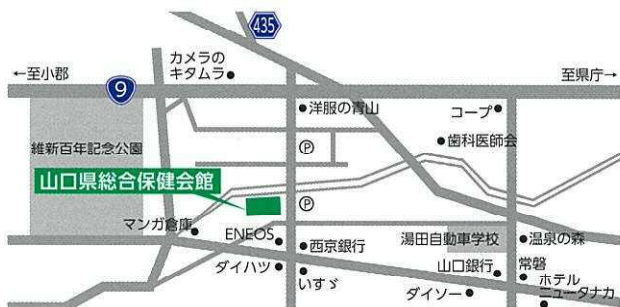 435
カメラの
キタムラ
←至小郡
至県庁→
9
洋服の青山
コープ
維新百年記念公園
P
歯科医師会
山口県総合保健会館
P
マンガ倉庫
ENEOS
西京銀行
湯田自動車学校
温泉の森
ダイハツ
いすゞ
山口銀行
常磐
ダイソー
ホテル
ニュータナカ